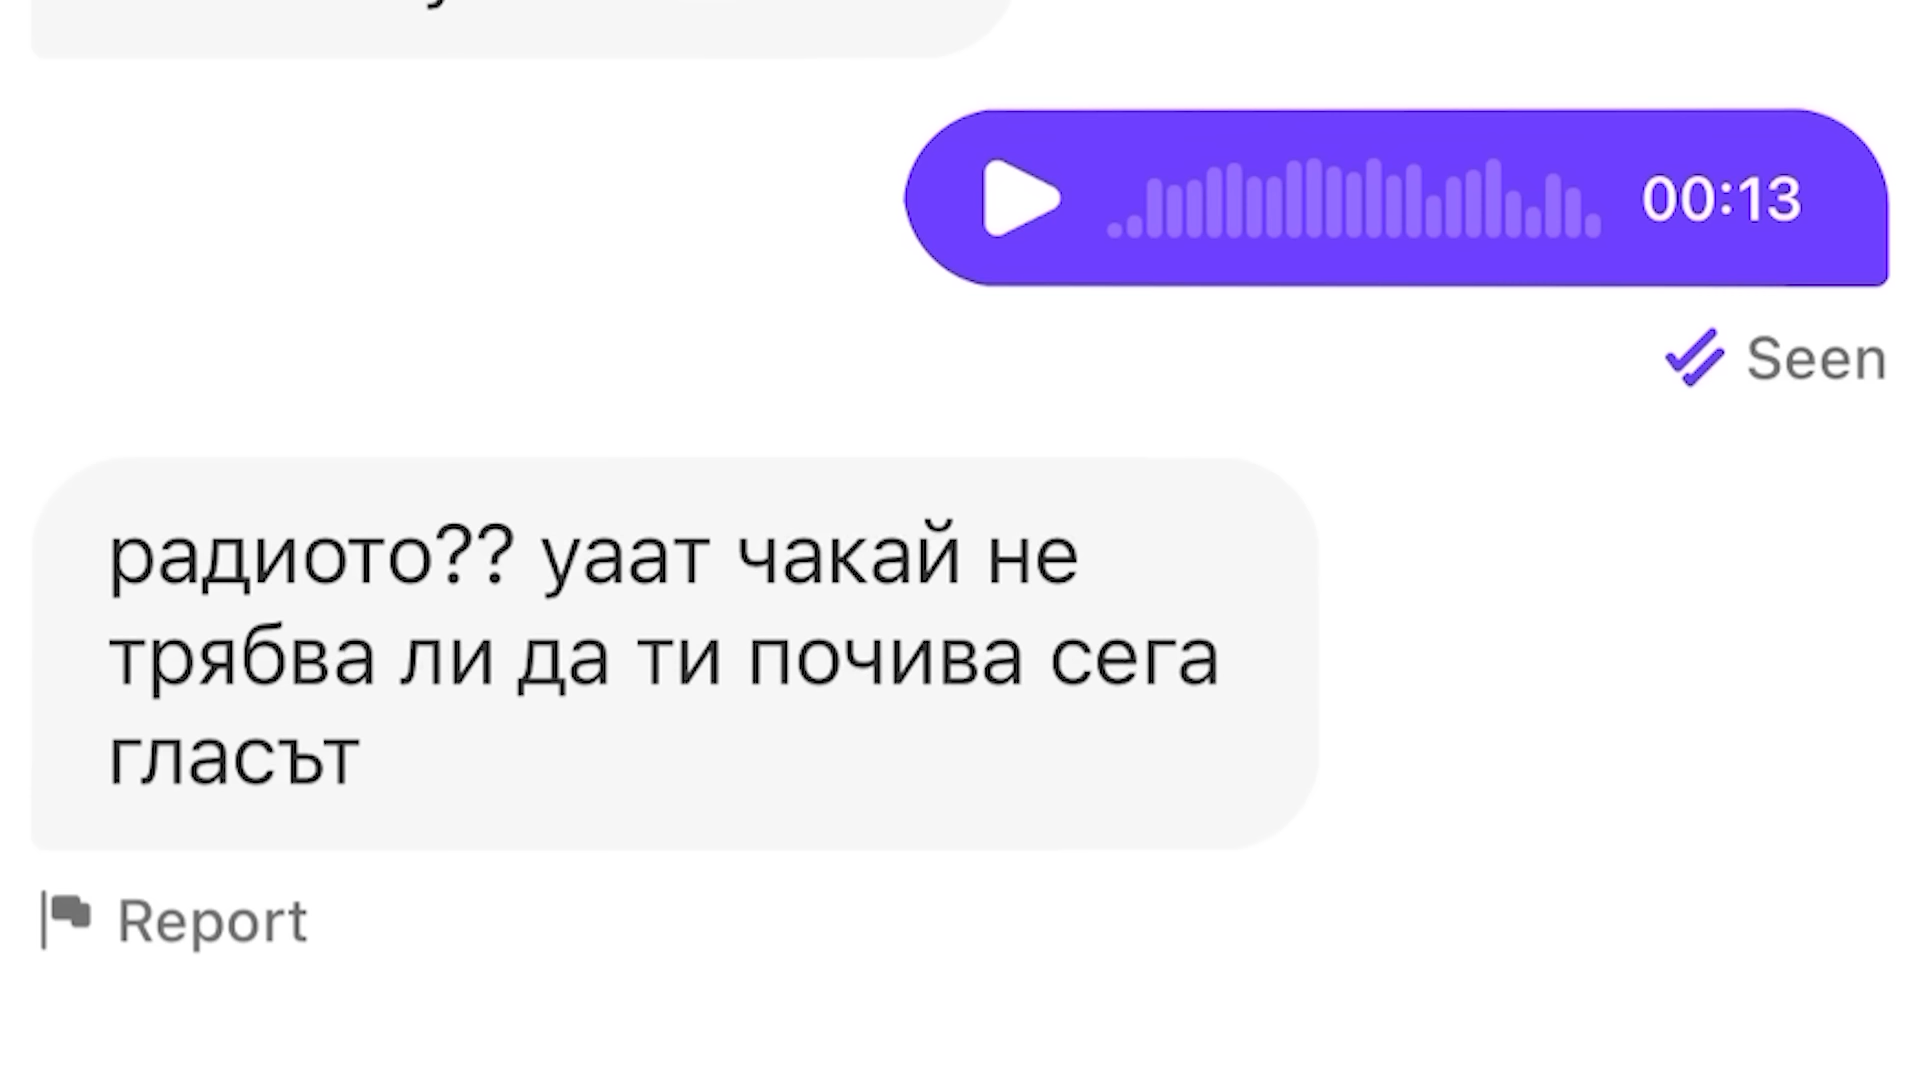 00:13
Seen
радиото?? уаат чакай не
трябва ли да ти почива сега
гласът
Report